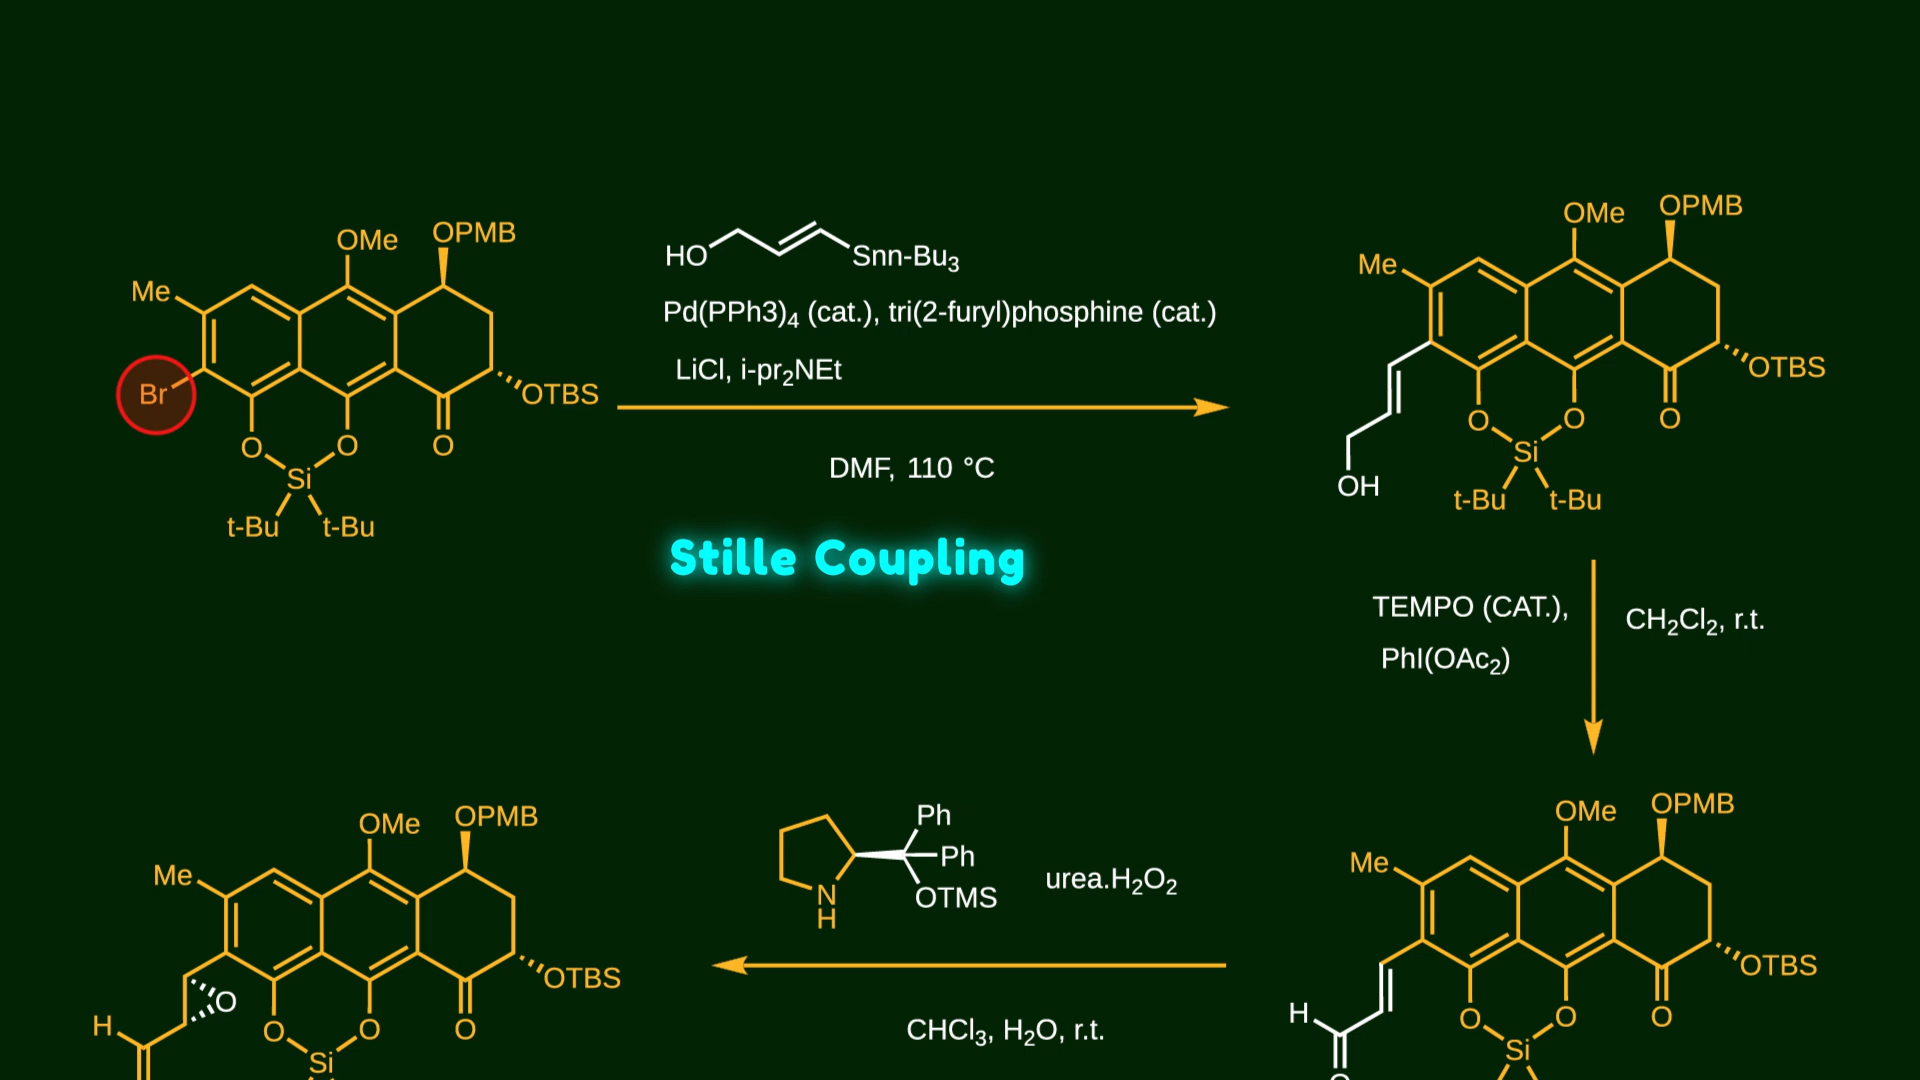 OMe
OPMB
Me
Br
OTBS
O
O
O
Si
t-Bu
t-Bu
HO
Snn-Bu3
Pd(PPh3)4 (cat.), tri(2-furyl)phosphine (cat.)
LiCl, i-pr2NEt
DMF, 110 °C
Stille Coupling
OMe
OPMB
Me
OTBS
O
O
O
OH
Si
t-Bu
t-Bu
TEMPO (CAT.),
PhI(OAc2)
CH2Cl2, r.t.
OMe
OPMB
Me
OTBS
O
H
O
O
O
Si
Ph
Ph
OTMS
N
H
urea.H2O2
CHCl3, H2O, r.t.
OMe
OPMB
Me
OTBS
H
O
O
O
Si
O